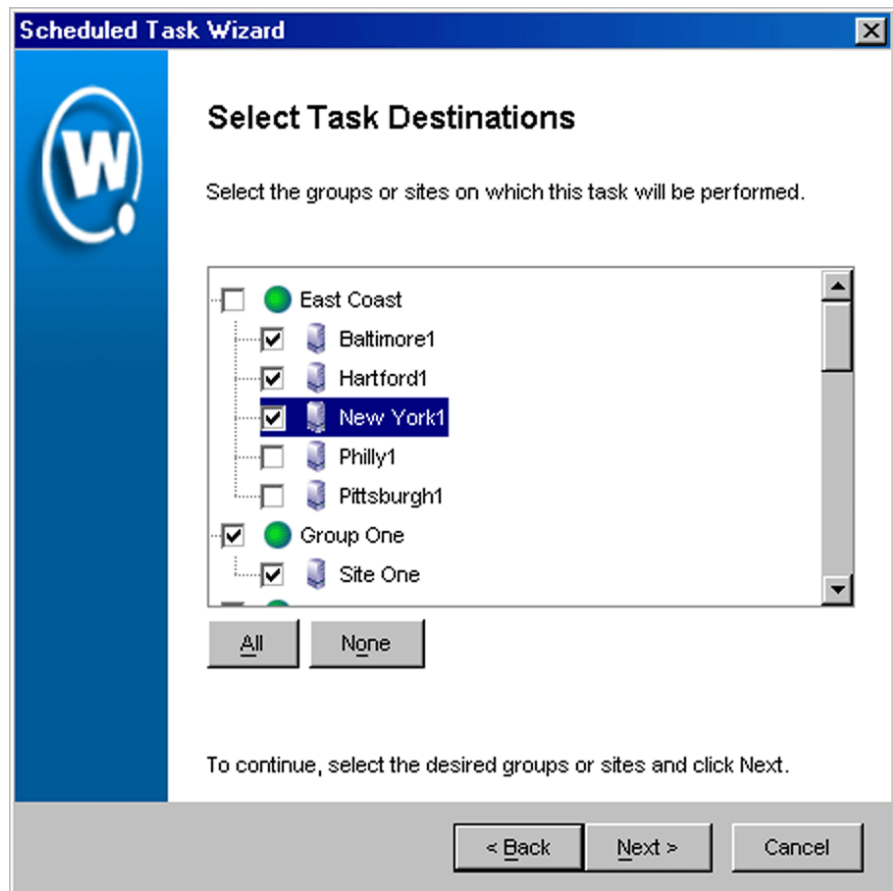 Scheduled Task Wizard
W
Select Task Destinations
Select the groups or sites on which this task will be performed.
East Coast
Baltimore1
Hartford1
New York1
Philly1
Pittsburgh1
Group One
Site One
All None
To continue, select the desired groups or sites and click Next.
< Back Next > Cancel